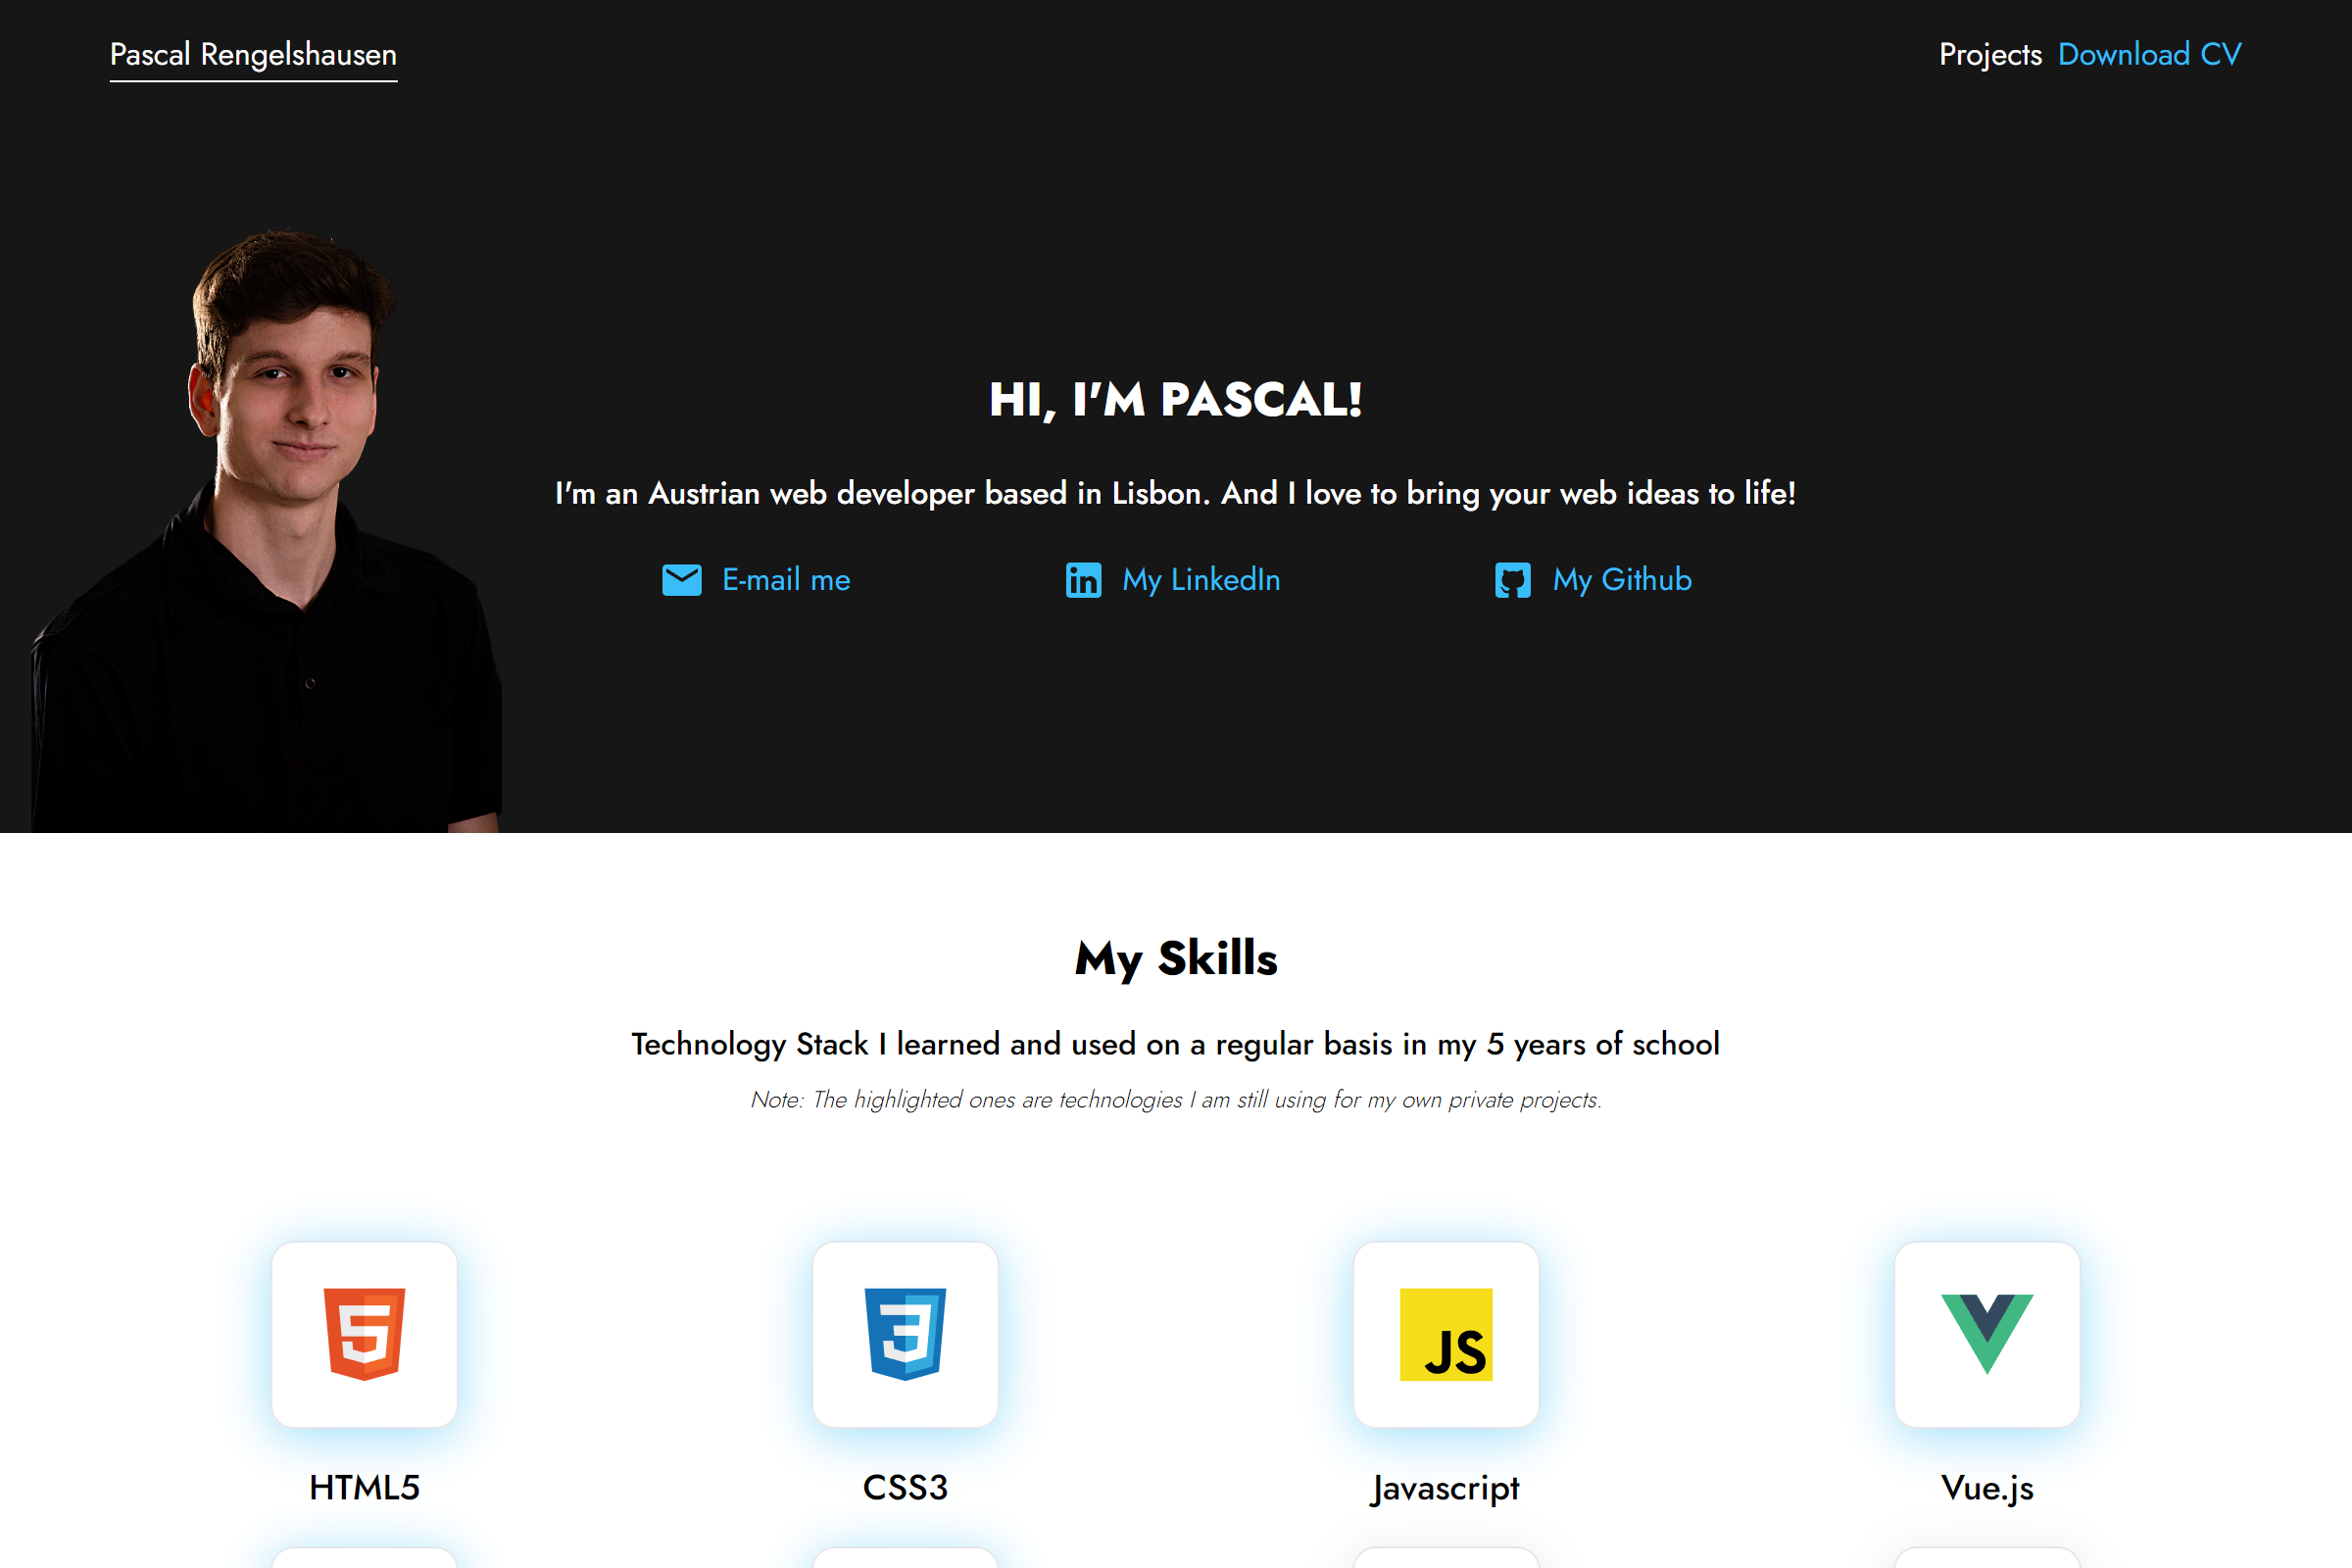 Pascal Rengelshausen
Projects Download CV
HI, I'M PASCAL!
I'm an Austrian web developer based in Lisbon. And I love to bring your web ideas to life!
E-mail me
My LinkedIn
My Github
My Skills
Technology Stack I learned and used on a regular basis in my 5 years of school
Note: The highlighted ones are technologies I am still using for my own private projects.
JS
HTML5
CSS3
Javascript
Vue.js